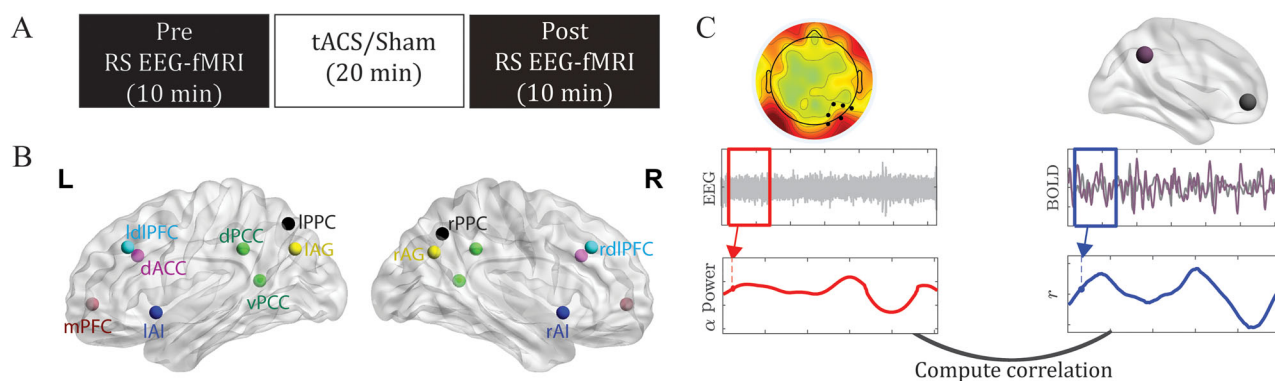 A
Pre
RS EEG-fMRI
(10 min)
tACS/Sham
(20 min)
Post
RS EEG-fMRI
(10 min)
B
L
R
ldlPFC
dACC
mPFC
lAI
dPCC
vPCC
lPPC
lAG
rPPC
rAG
rdlPFC
rAI
C
EEG
BOLD
α Power
r
Compute correlation